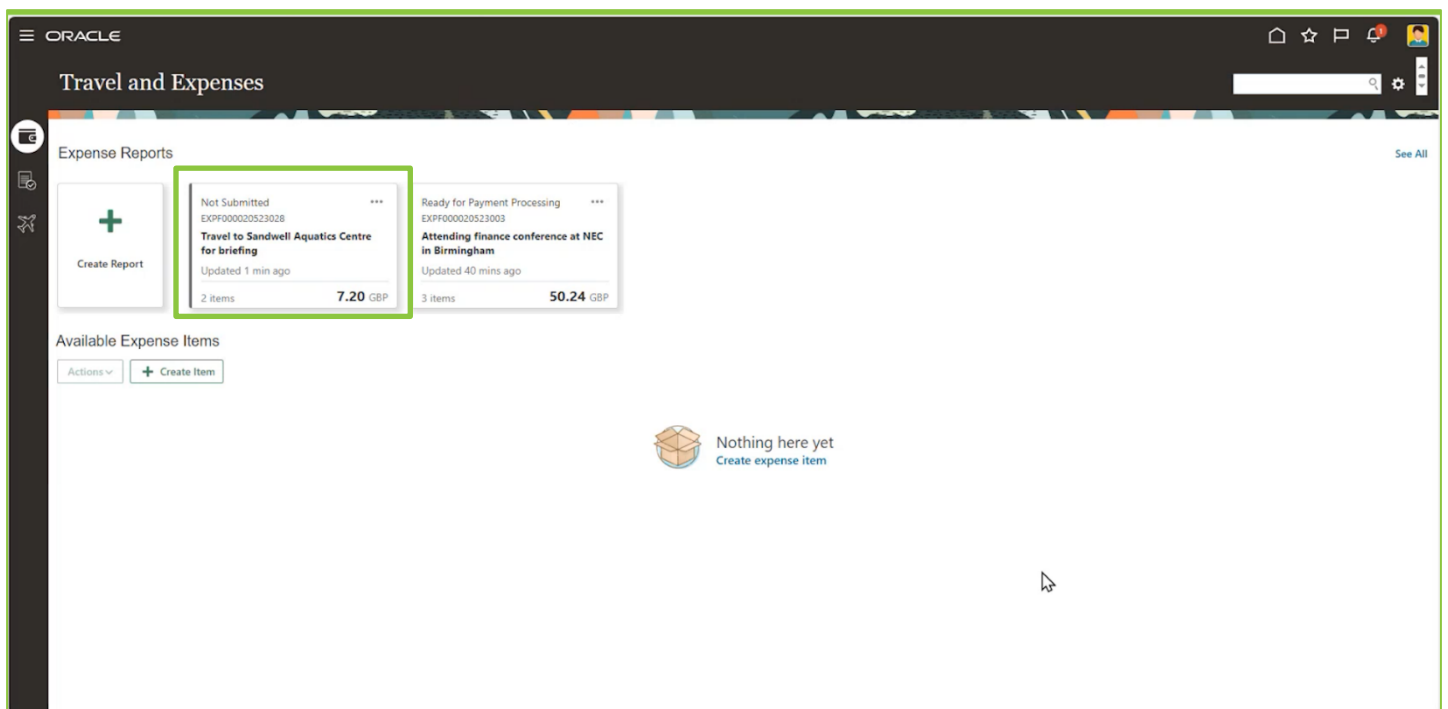 ORACLE
Travel and Expenses
Expense Reports
See All
Create Report
Not Submitted
EXPF000020523028
Travel to Sandwell Aquatics Centre
for briefing
Updated 1 min ago
2 items 7.20 GBP
Ready for Payment Processing
EXPF000020523003
Attending finance conference at NEC
in Birmingham
Updated 40 mins ago
3 items 50.24 GBP
Available Expense Items
Actions
Create Item
Nothing here yet
Create expense item